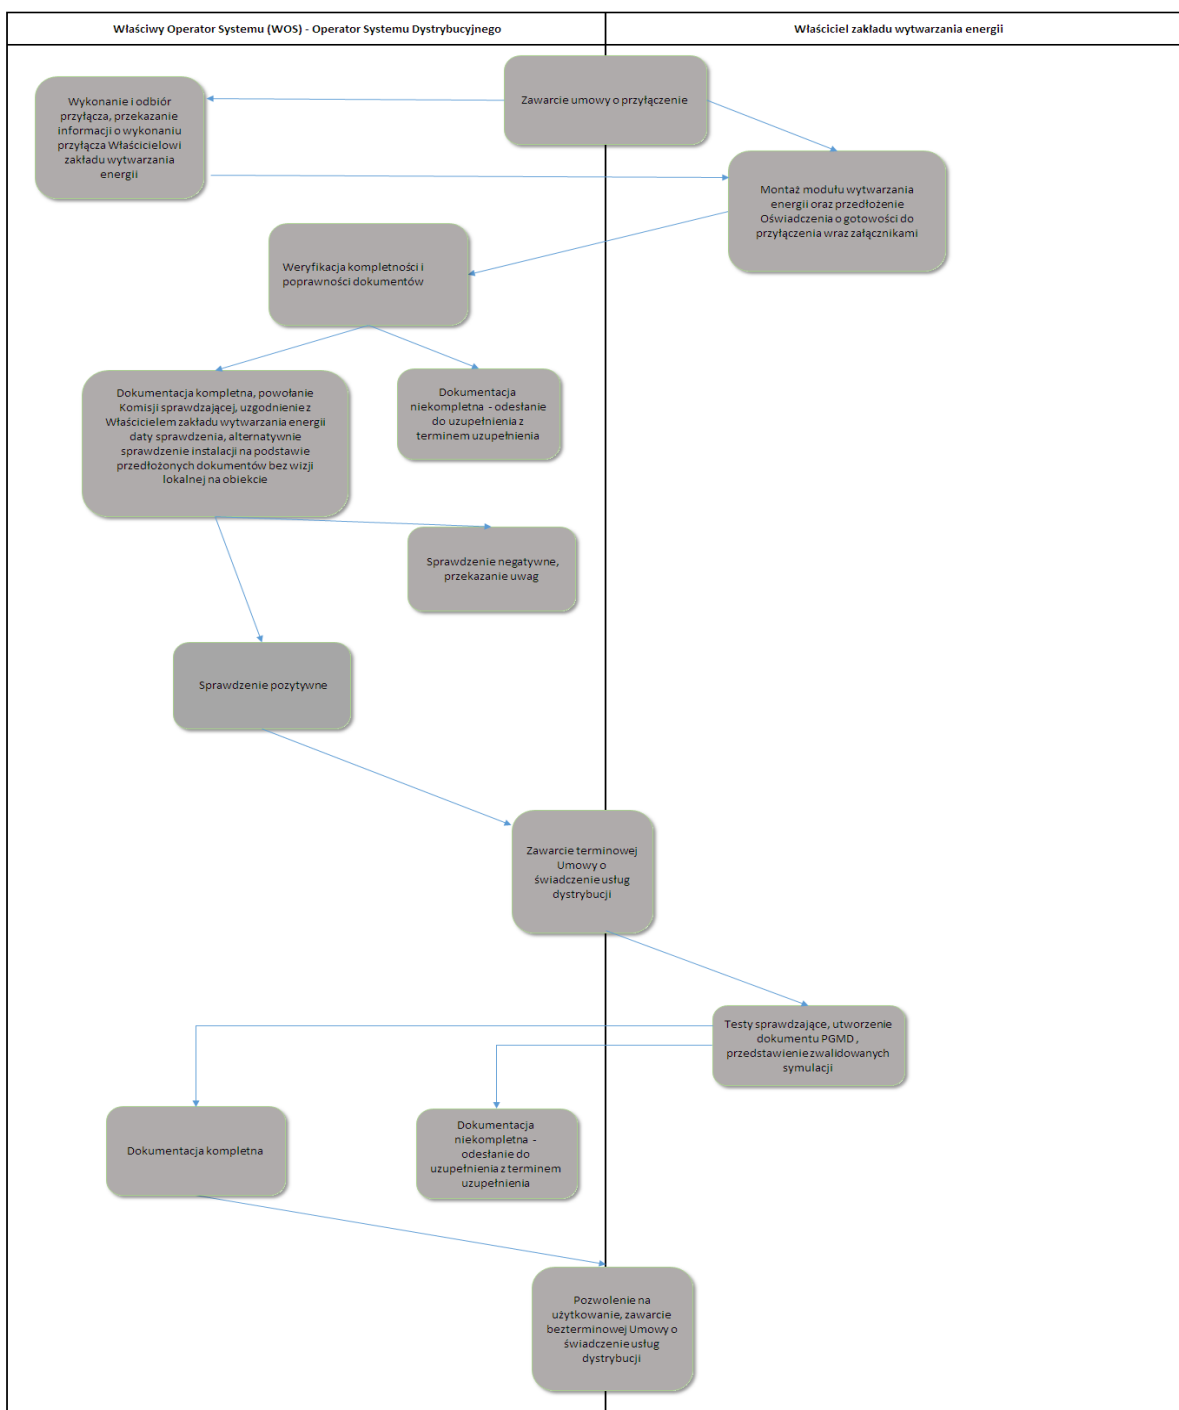 Właściwy Operator Systemu (WOS) - Operator Systemu Dystrybucyjnego
Właściciel zakładu wytwarzania energii
Zawarcie umowy o przyłączenie
Wykonanie i odbiór
przyłącza, przekazanie
informacji o wykonaniu
przyłącza Właścicielowi
zakładu wytwarzania
energii
Montaż modułu wytwarzania
energii oraz przedłożenie
Oświadczenia o gotowości do
przyłączenia wraz załącznikami
Weryfikacja kompletności i
poprawności dokumentów
Dokumentacja kompletna, powołanie
Komisji sprawdzającej, uzgodnienie z
Właścicielem zakładu wytwarzania energii
daty sprawdzenia, alternatywnie
sprawdzenie instalacji na podstawie
przedłożonych dokumentów bez wizji
lokalnej na obiekcie
Dokumentacja
niekompletna - odesłanie
do uzupełnienia z
terminem uzupełnienia
Sprawdzenie negatywne,
przekazanie uwag
Sprawdzenie pozytywne
Zawarcie terminowej
Umowy o
świadczenie usług
dystrybucji
Testy sprawdzające, utworzenie
dokumentu PGMD ,
przedstawienie zwalidowanych
symulacji
Dokumentacja kompletna
Dokumentacja
niekompletna -
odesłanie do
uzupełnienia z terminem
uzupełnienia
Pozwolenie na
użytkowanie, zawarcie
bezterminowej Umowy o
świadczenie usług
dystrybucji